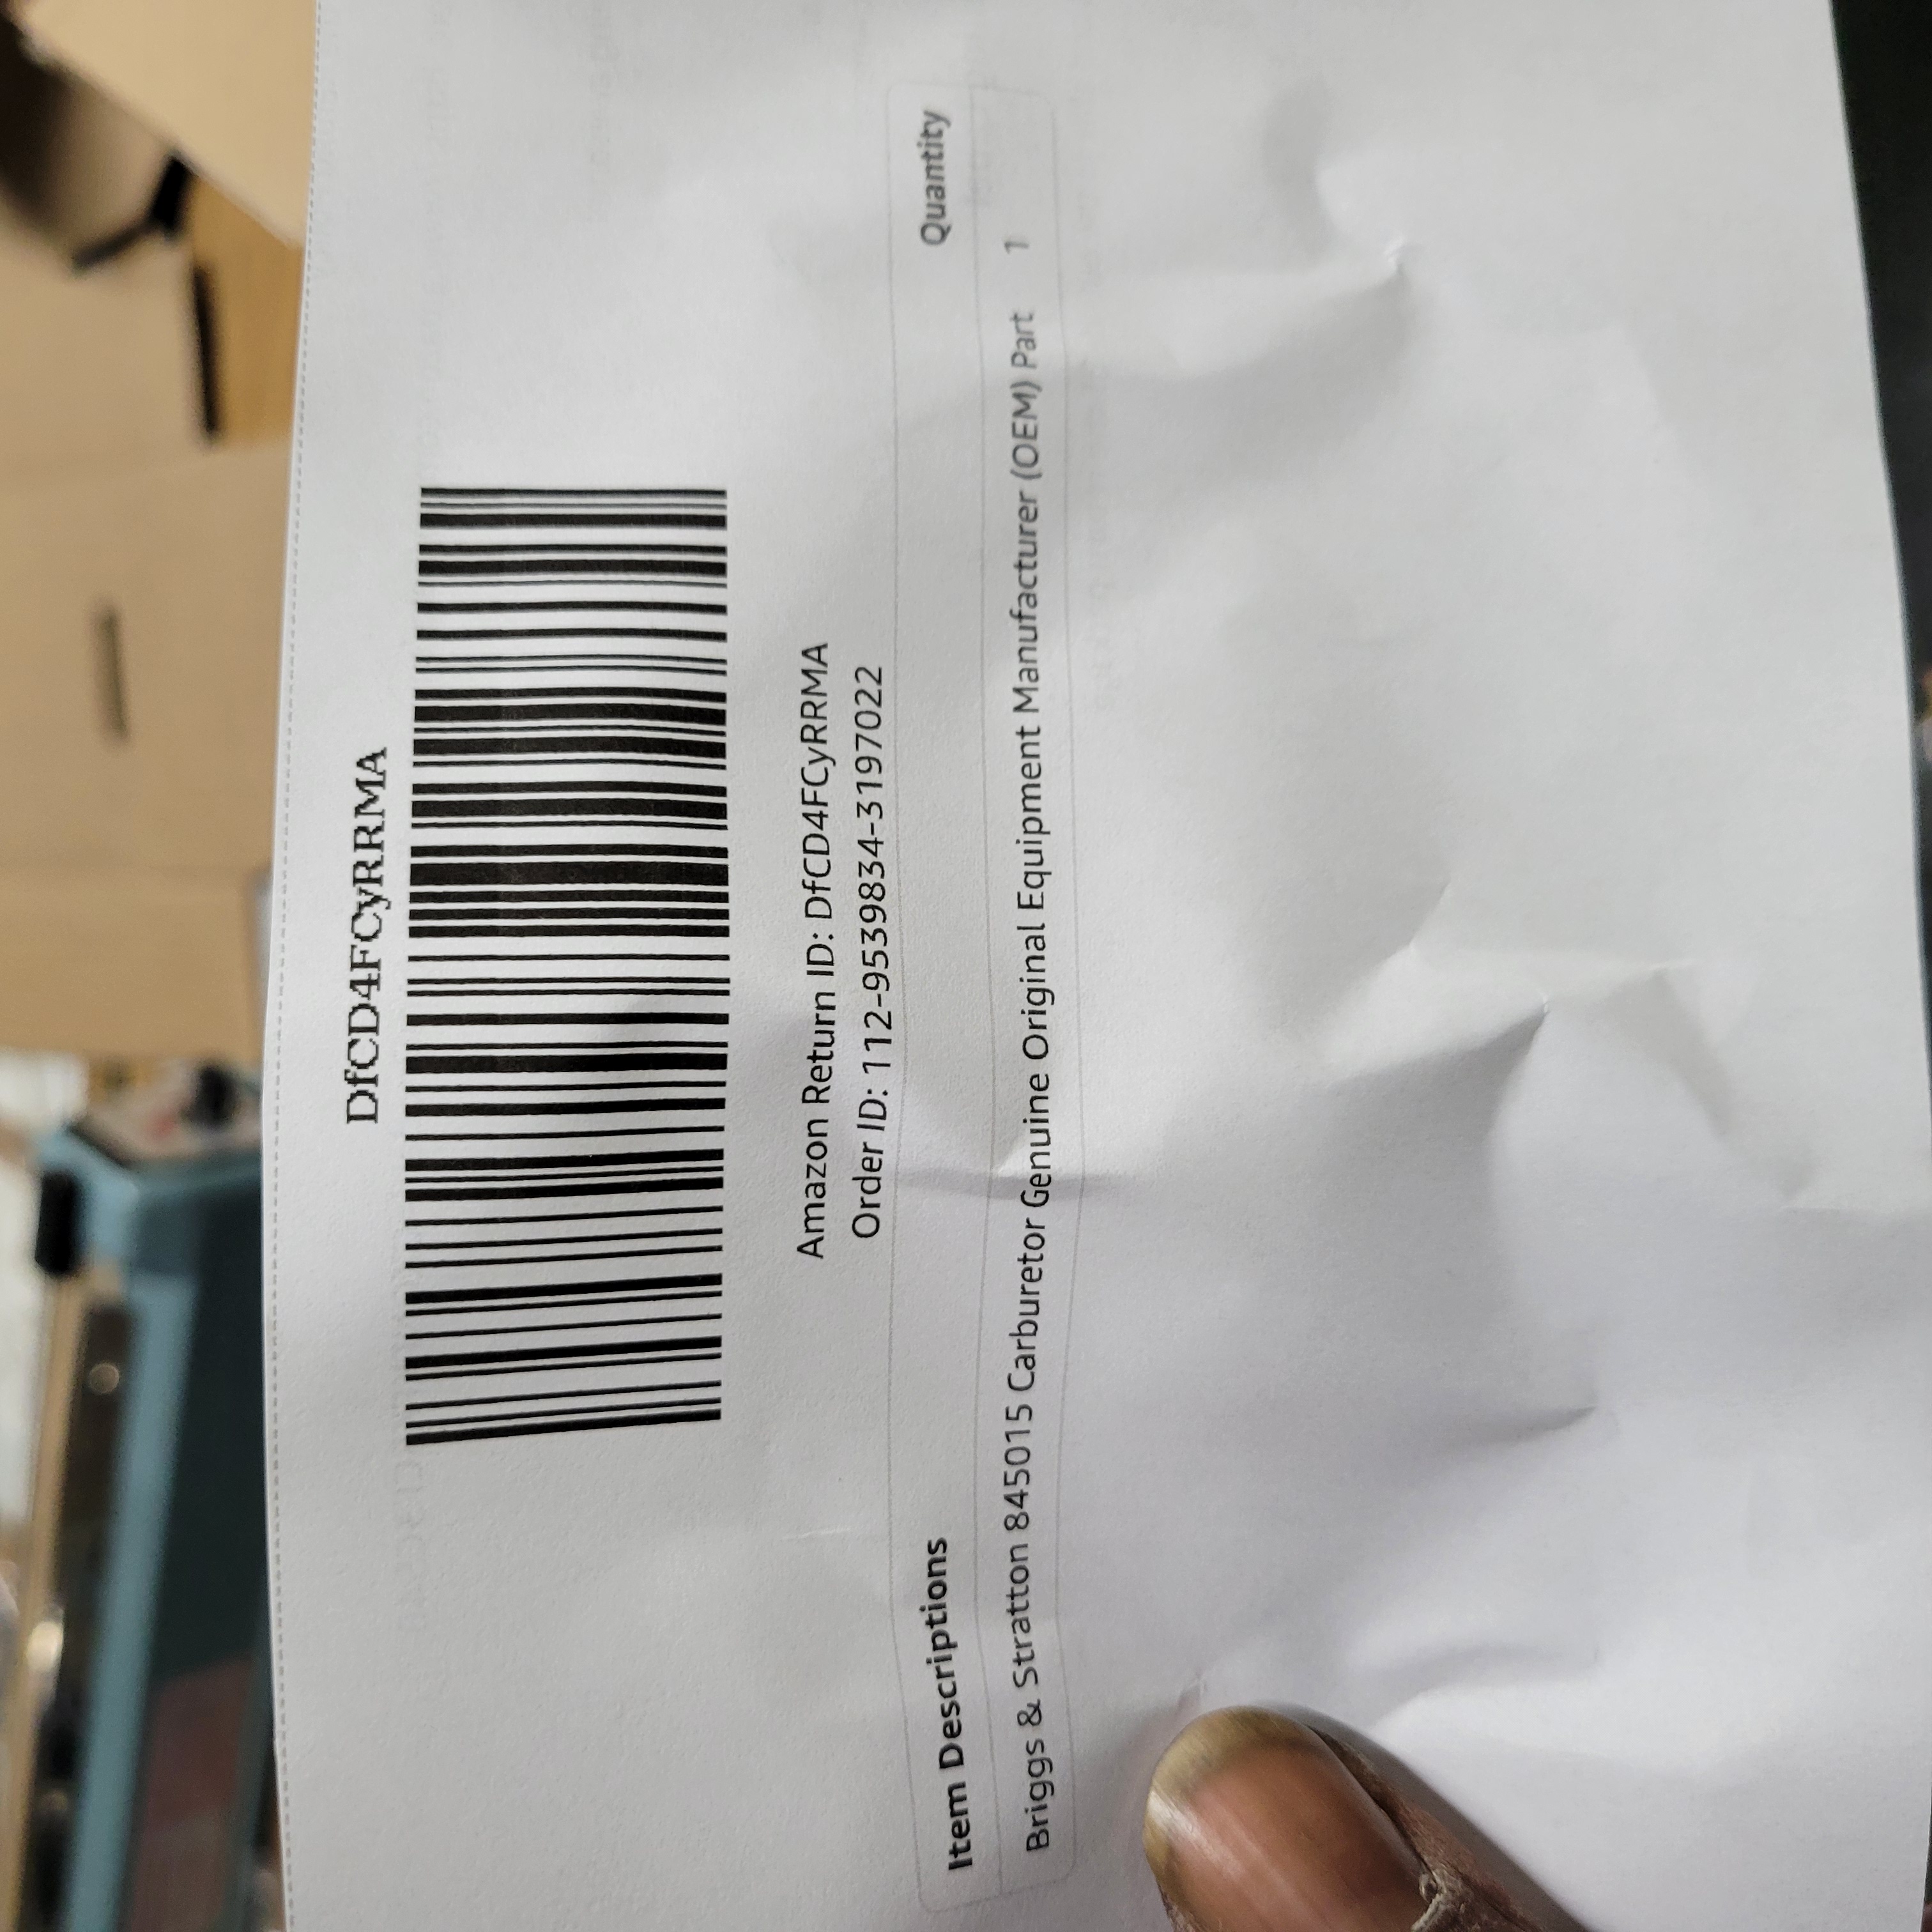 DfCD4FCyRRMA
Amazon Return ID: DfCD4FCyRRMA
Order ID: 112-9539834-3197022
Item Descriptions Quantity
Briggs & Stratton 845015 Carburetor Genuine Original Equipment Manufacturer (OEM) Part 1